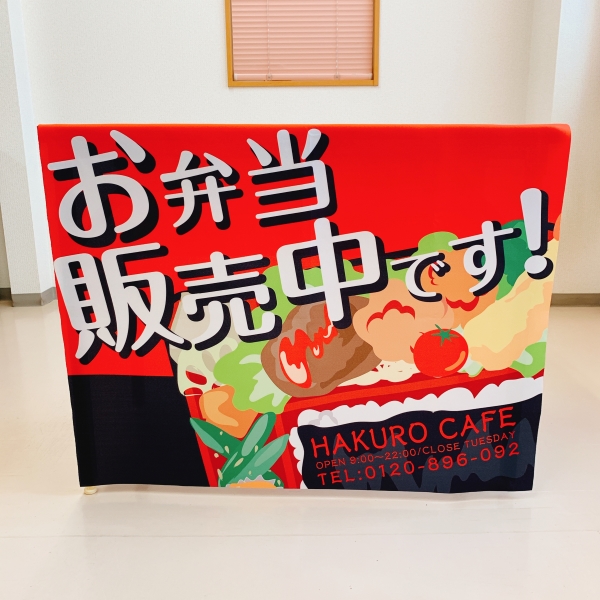 お弁当
販売中です!
HAKURO CAFE
OPEN 9:00~22:00/CLOSE TUESDAY
TEL:0120-896-092